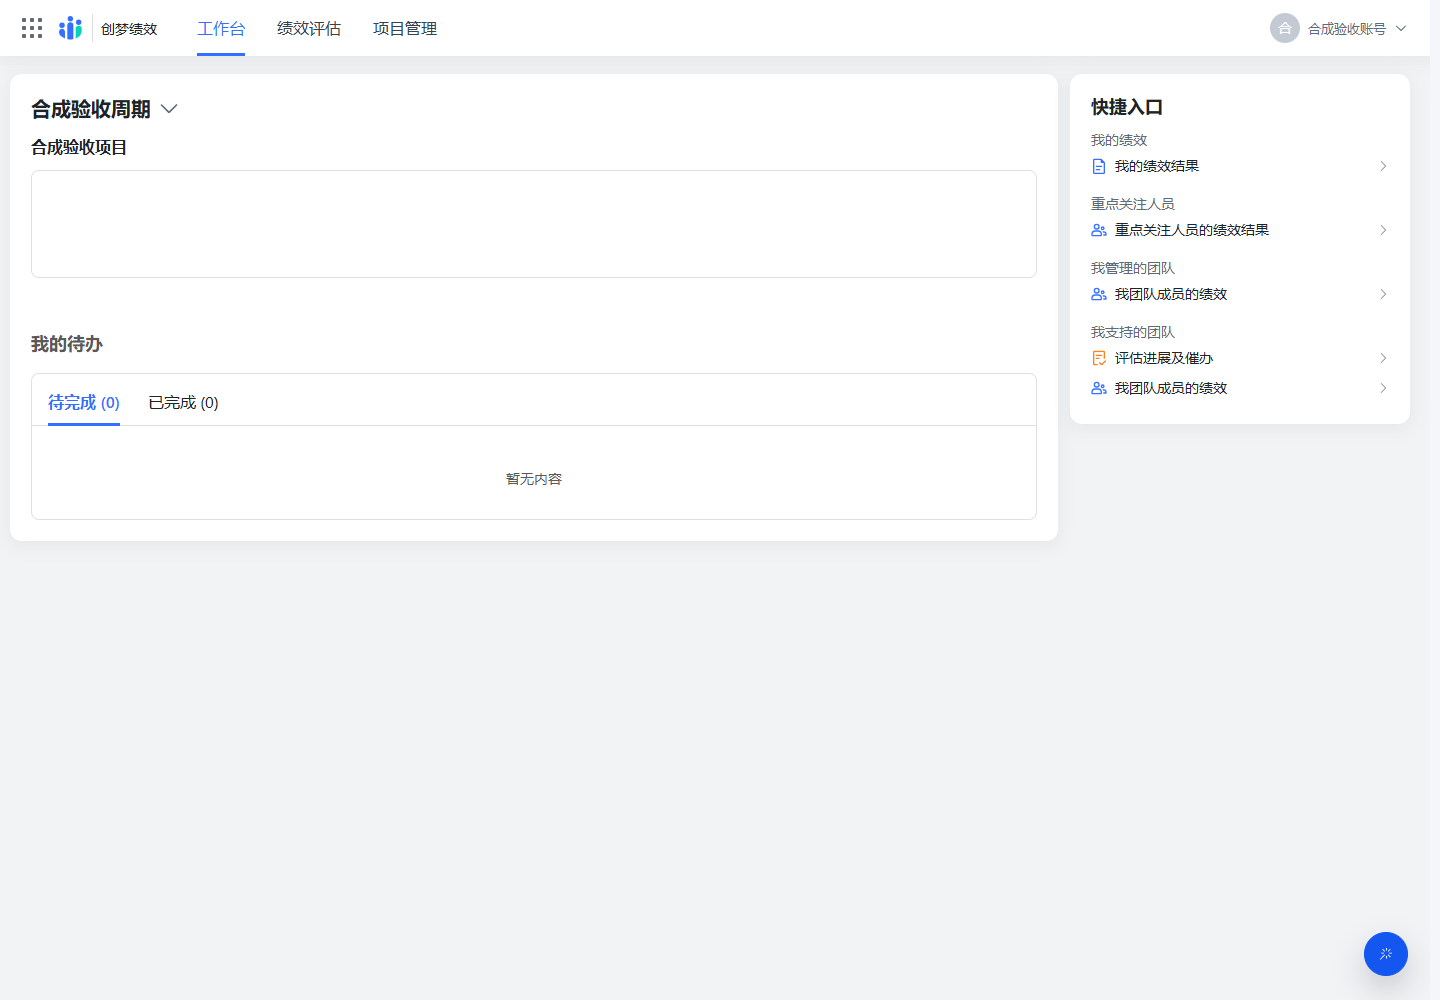 创梦绩效
工作台
绩效评估
项目管理
合
合成验收账号
合成验收周期
合成验收项目
我的待办
待完成 (0)
已完成 (0)
暂无内容
快捷入口
我的绩效
我的绩效结果
重点关注人员
重点关注人员的绩效结果
我管理的团队
我团队成员的绩效
我支持的团队
评估进展及催办
我团队成员的绩效